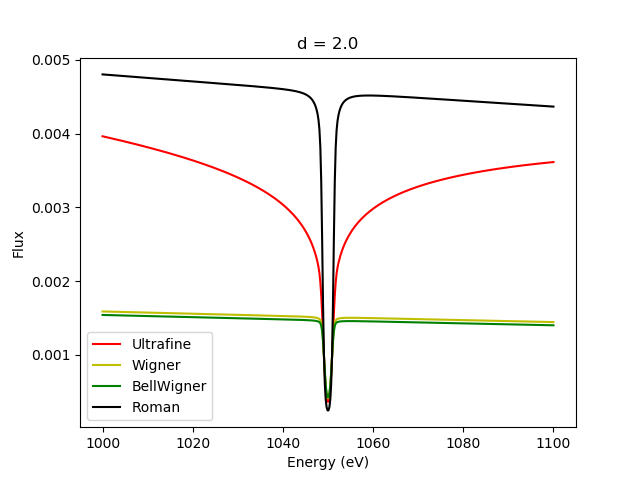 d = 2.0
0.005
0.004
0.003
0.002
0.001
Flux
Ultrafine
Wigner
BellWigner
Roman
1000 1020 1040 1060 1080 1100
Energy (eV)